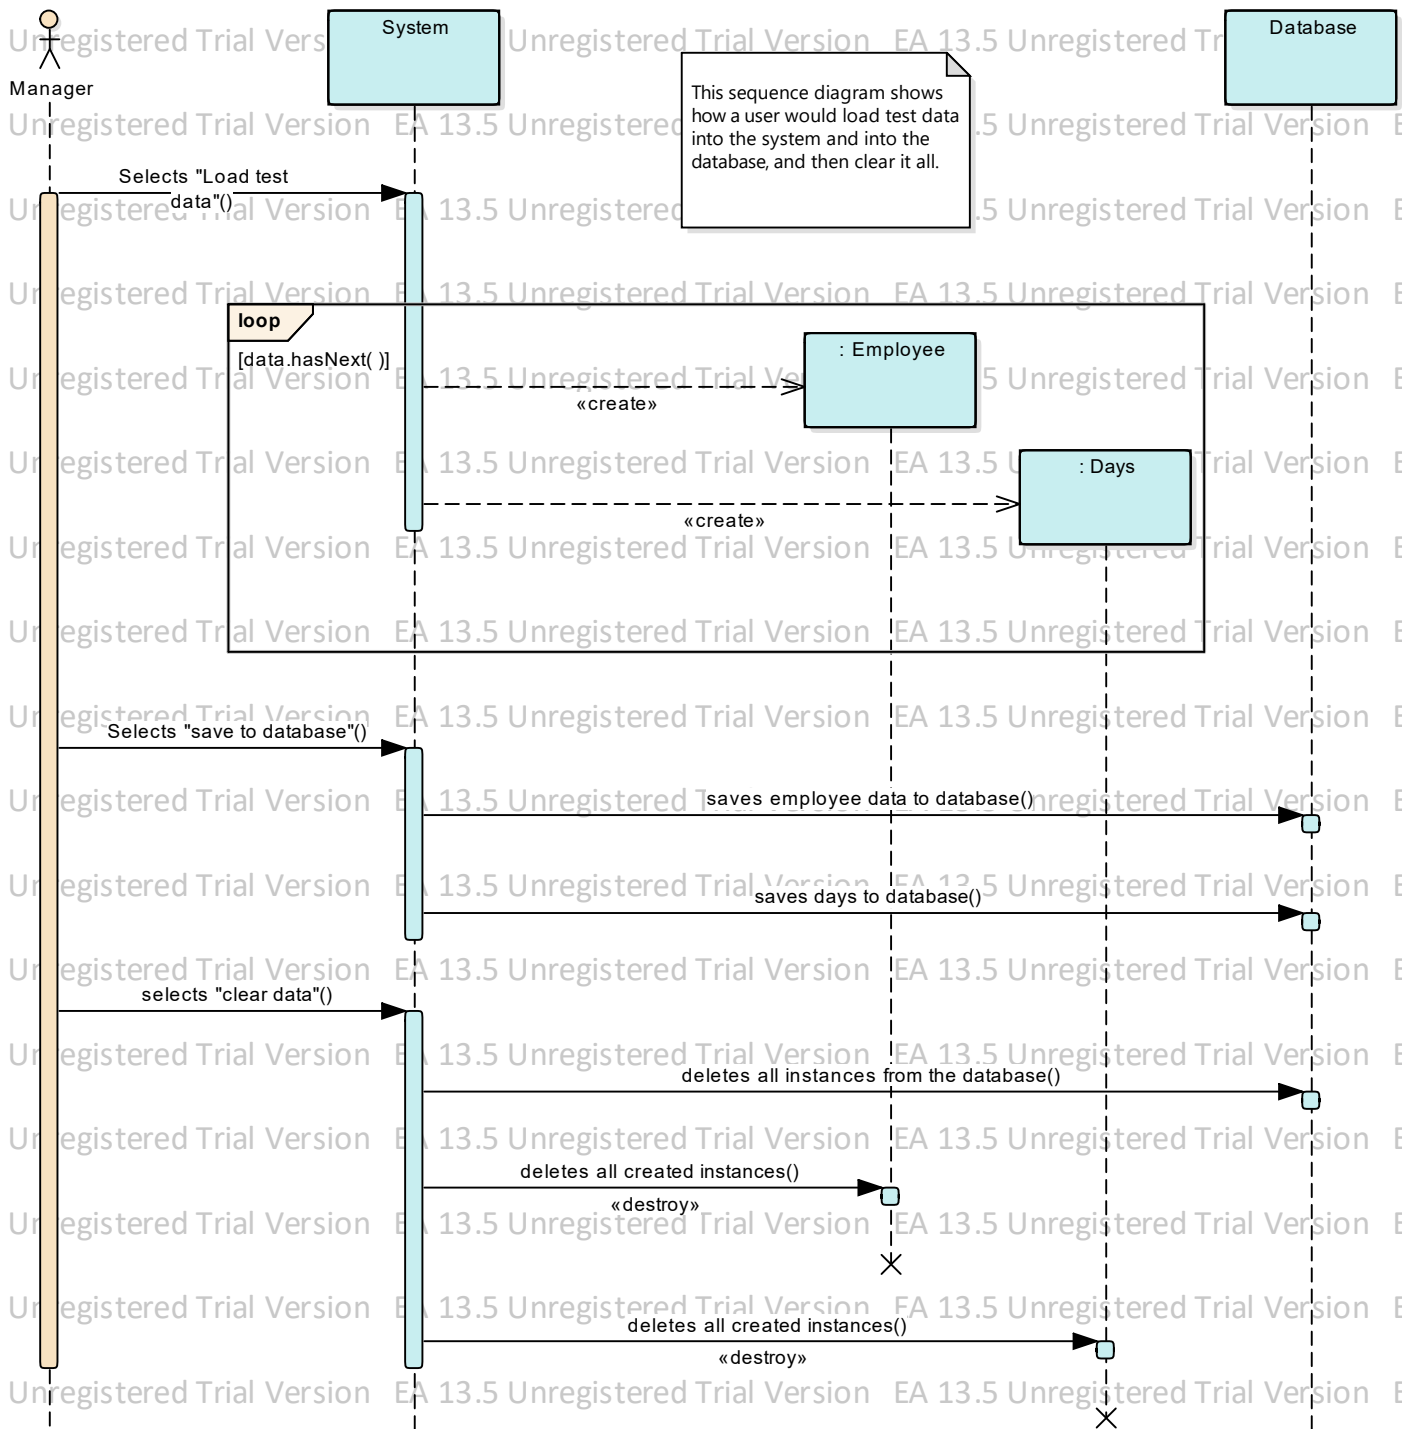 Manager
System
Database
This sequence diagram shows
how a user would load test data
into the system and into the
database, and then clear it all.
Selects "Load test
data"()
loop
[data.hasNext( )]
: Employee
«create»
: Days
«create»
Selects "save to database"()
saves employee data to database()
saves days to database()
selects "clear data"()
deletes all instances from the database()
deletes all created instances()
«destroy»
deletes all created instances()
«destroy»
EA 13.5 Unregistered Trial Version